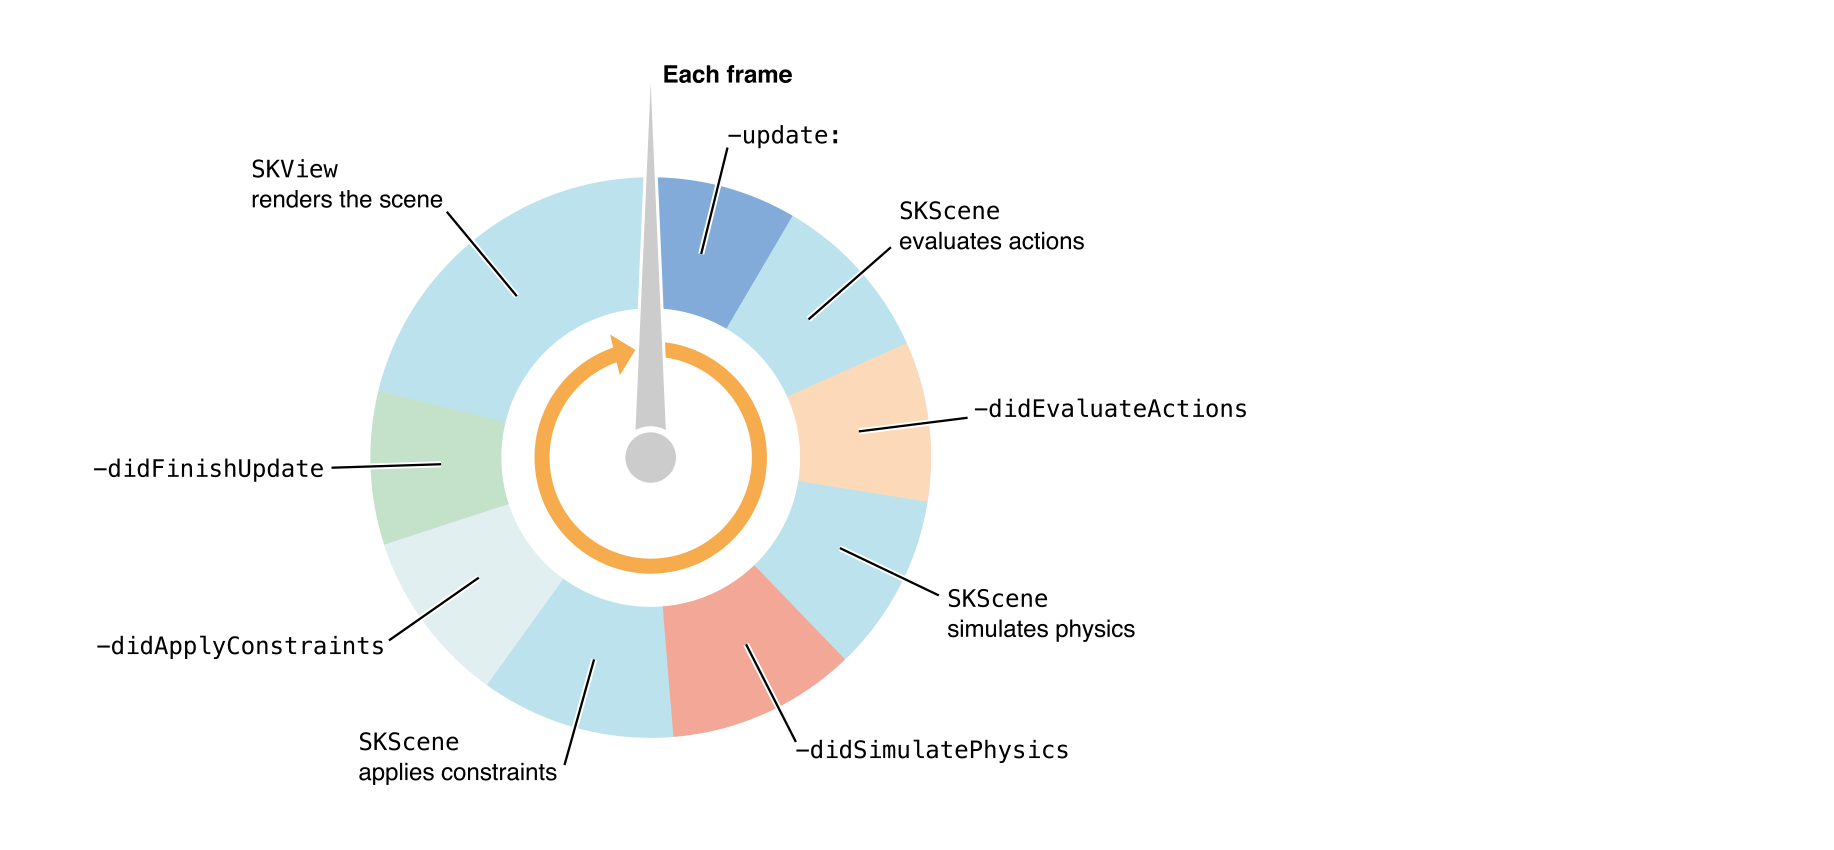 Each frame
–update:
SKScene
evaluates actions
–didEvaluateActions
SKScene
simulates physics
–didSimulatePhysics
SKScene
applies constraints
–didApplyConstraints
–didFinishUpdate
SKView
renders the scene